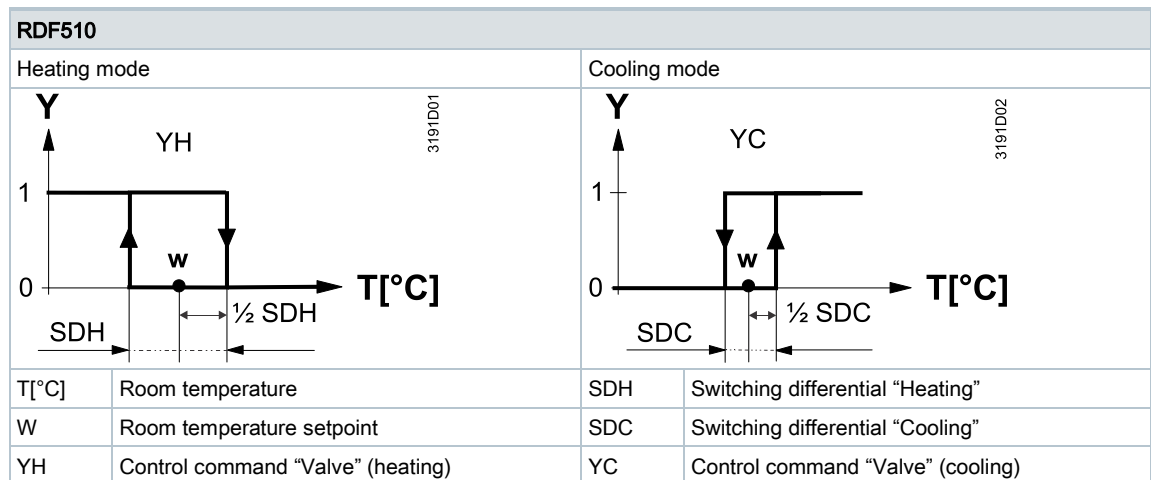 RDF510
Heating mode
Cooling mode
Y
YH
3191D01
1
w
0
T[°C]
½ SDH
SDH
Y
YC
3191D02
1
w
0
T[°C]
½ SDC
SDC
T[°C] Room temperature SDH Switching differential “Heating”
W Room temperature setpoint SDC Switching differential “Cooling”
YH Control command “Valve” (heating) YC Control command “Valve” (cooling)